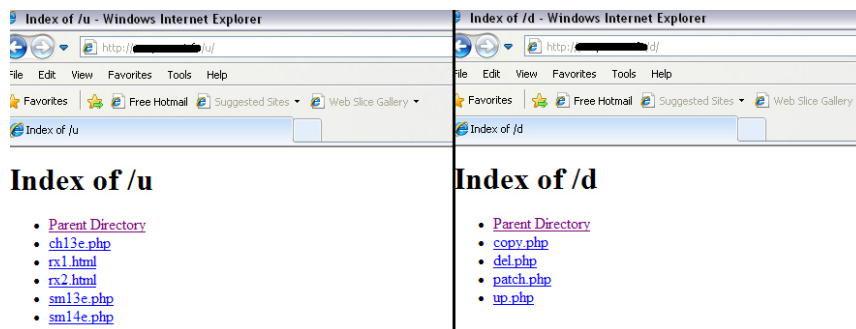 Index of /u - Windows Internet Explorer
http://
/u/
File Edit View Favorites Tools Help
Favorites Free Hotmail Suggested Sites Web Slice Gallery
Index of /u
Index of /u
Parent Directory
ch13e.php
rx1.html
rx2.html
sm13e.php
sm14e.php
Index of /d - Windows Internet Explorer
http://
/d/
File Edit View Favorites Tools Help
Favorites Free Hotmail Suggested Sites Web Slice Gallery
Index of /d
Index of /d
Parent Directory
copy.php
del.php
patch.php
up.php